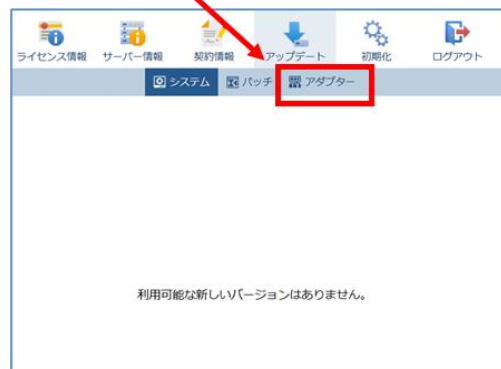 ライセンス情報 サーバー情報 契約情報 アップデート 初期化 ログアウト
システム パッチ アダプター
利用可能な新しいバージョンはありません。